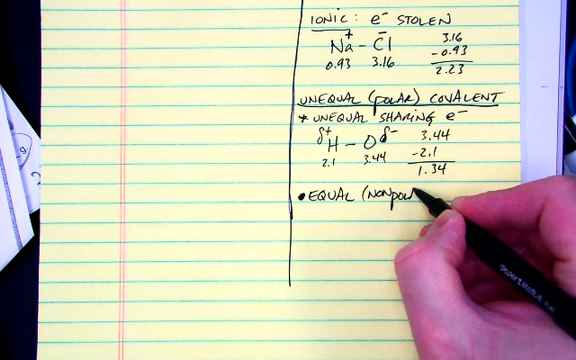 IONIC: e⁻ STOLEN
Na⁺ - Cl⁻ 3.16
0.93 3.16 -0.93
2.23
UNEQUAL (POLAR) COVALENT
* UNEQUAL SHARING e⁻
δ⁺H - Oδ⁻ 3.44
2.1 3.44 -2.1
1.34
• EQUAL (NONPOL